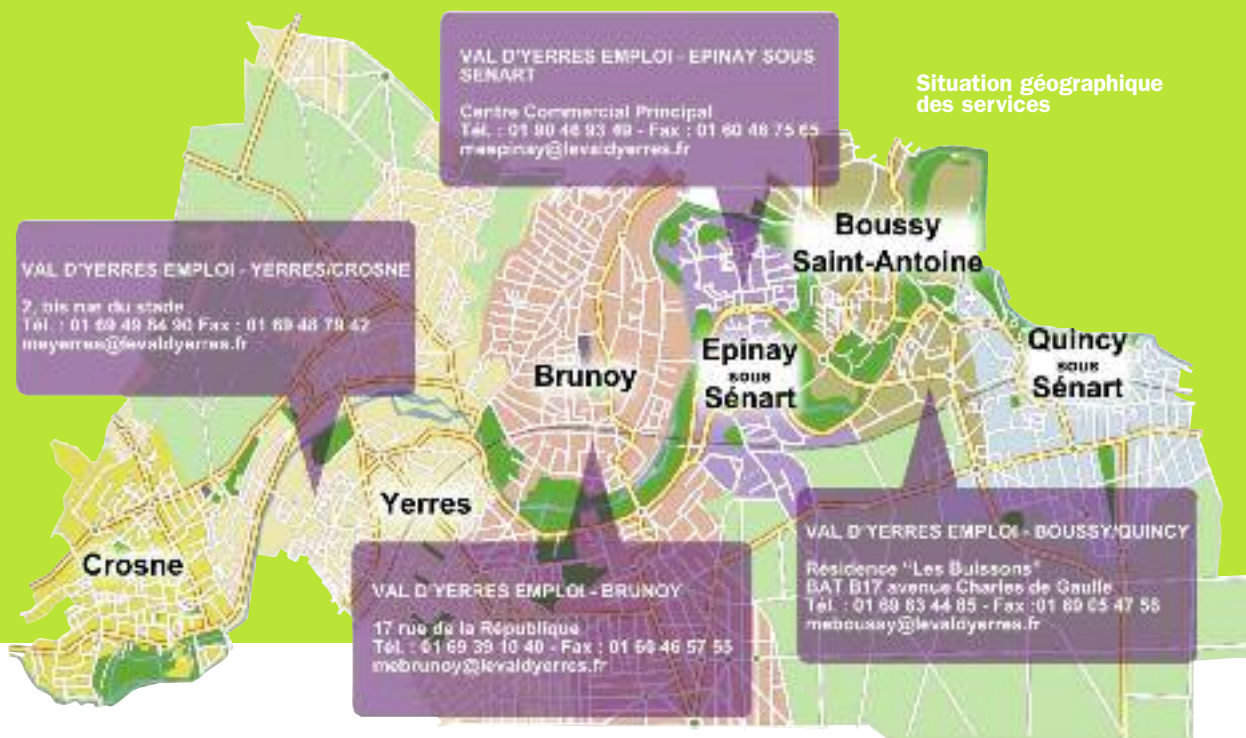 Situation géographique
des services
VAL D'YERRES EMPLOI - EPINAY SOUS
SENART
Centre Commercial Principal
Tél. : 01 60 46 93 49 - Fax : 01 60 46 75 65
meepinay@levaldyerres.fr
VAL D'YERRES EMPLOI - YERRES/CROSNE
2, bis rue du stade
Tél. : 01 69 49 84 90 Fax : 01 69 48 79 42
meyerres@levaldyerres.fr
Boussy
Saint-Antoine
Quincy
sous
Sénart
Epinay
sous
Sénart
Brunoy
Yerres
Crosne
VAL D'YERRES EMPLOI - BRUNOY
17 rue de la République
Tél. : 01 69 39 10 40 - Fax : 01 60 46 57 55
mebrunoy@levaldyerres.fr
VAL D'YERRES EMPLOI - BOUSSY/QUINCY
Résidence "Les Buissons"
BAT B17 avenue Charles de Gaulle
Tél. : 01 69 63 44 85 - Fax :01 69 05 47 56
meboussy@levaldyerres.fr